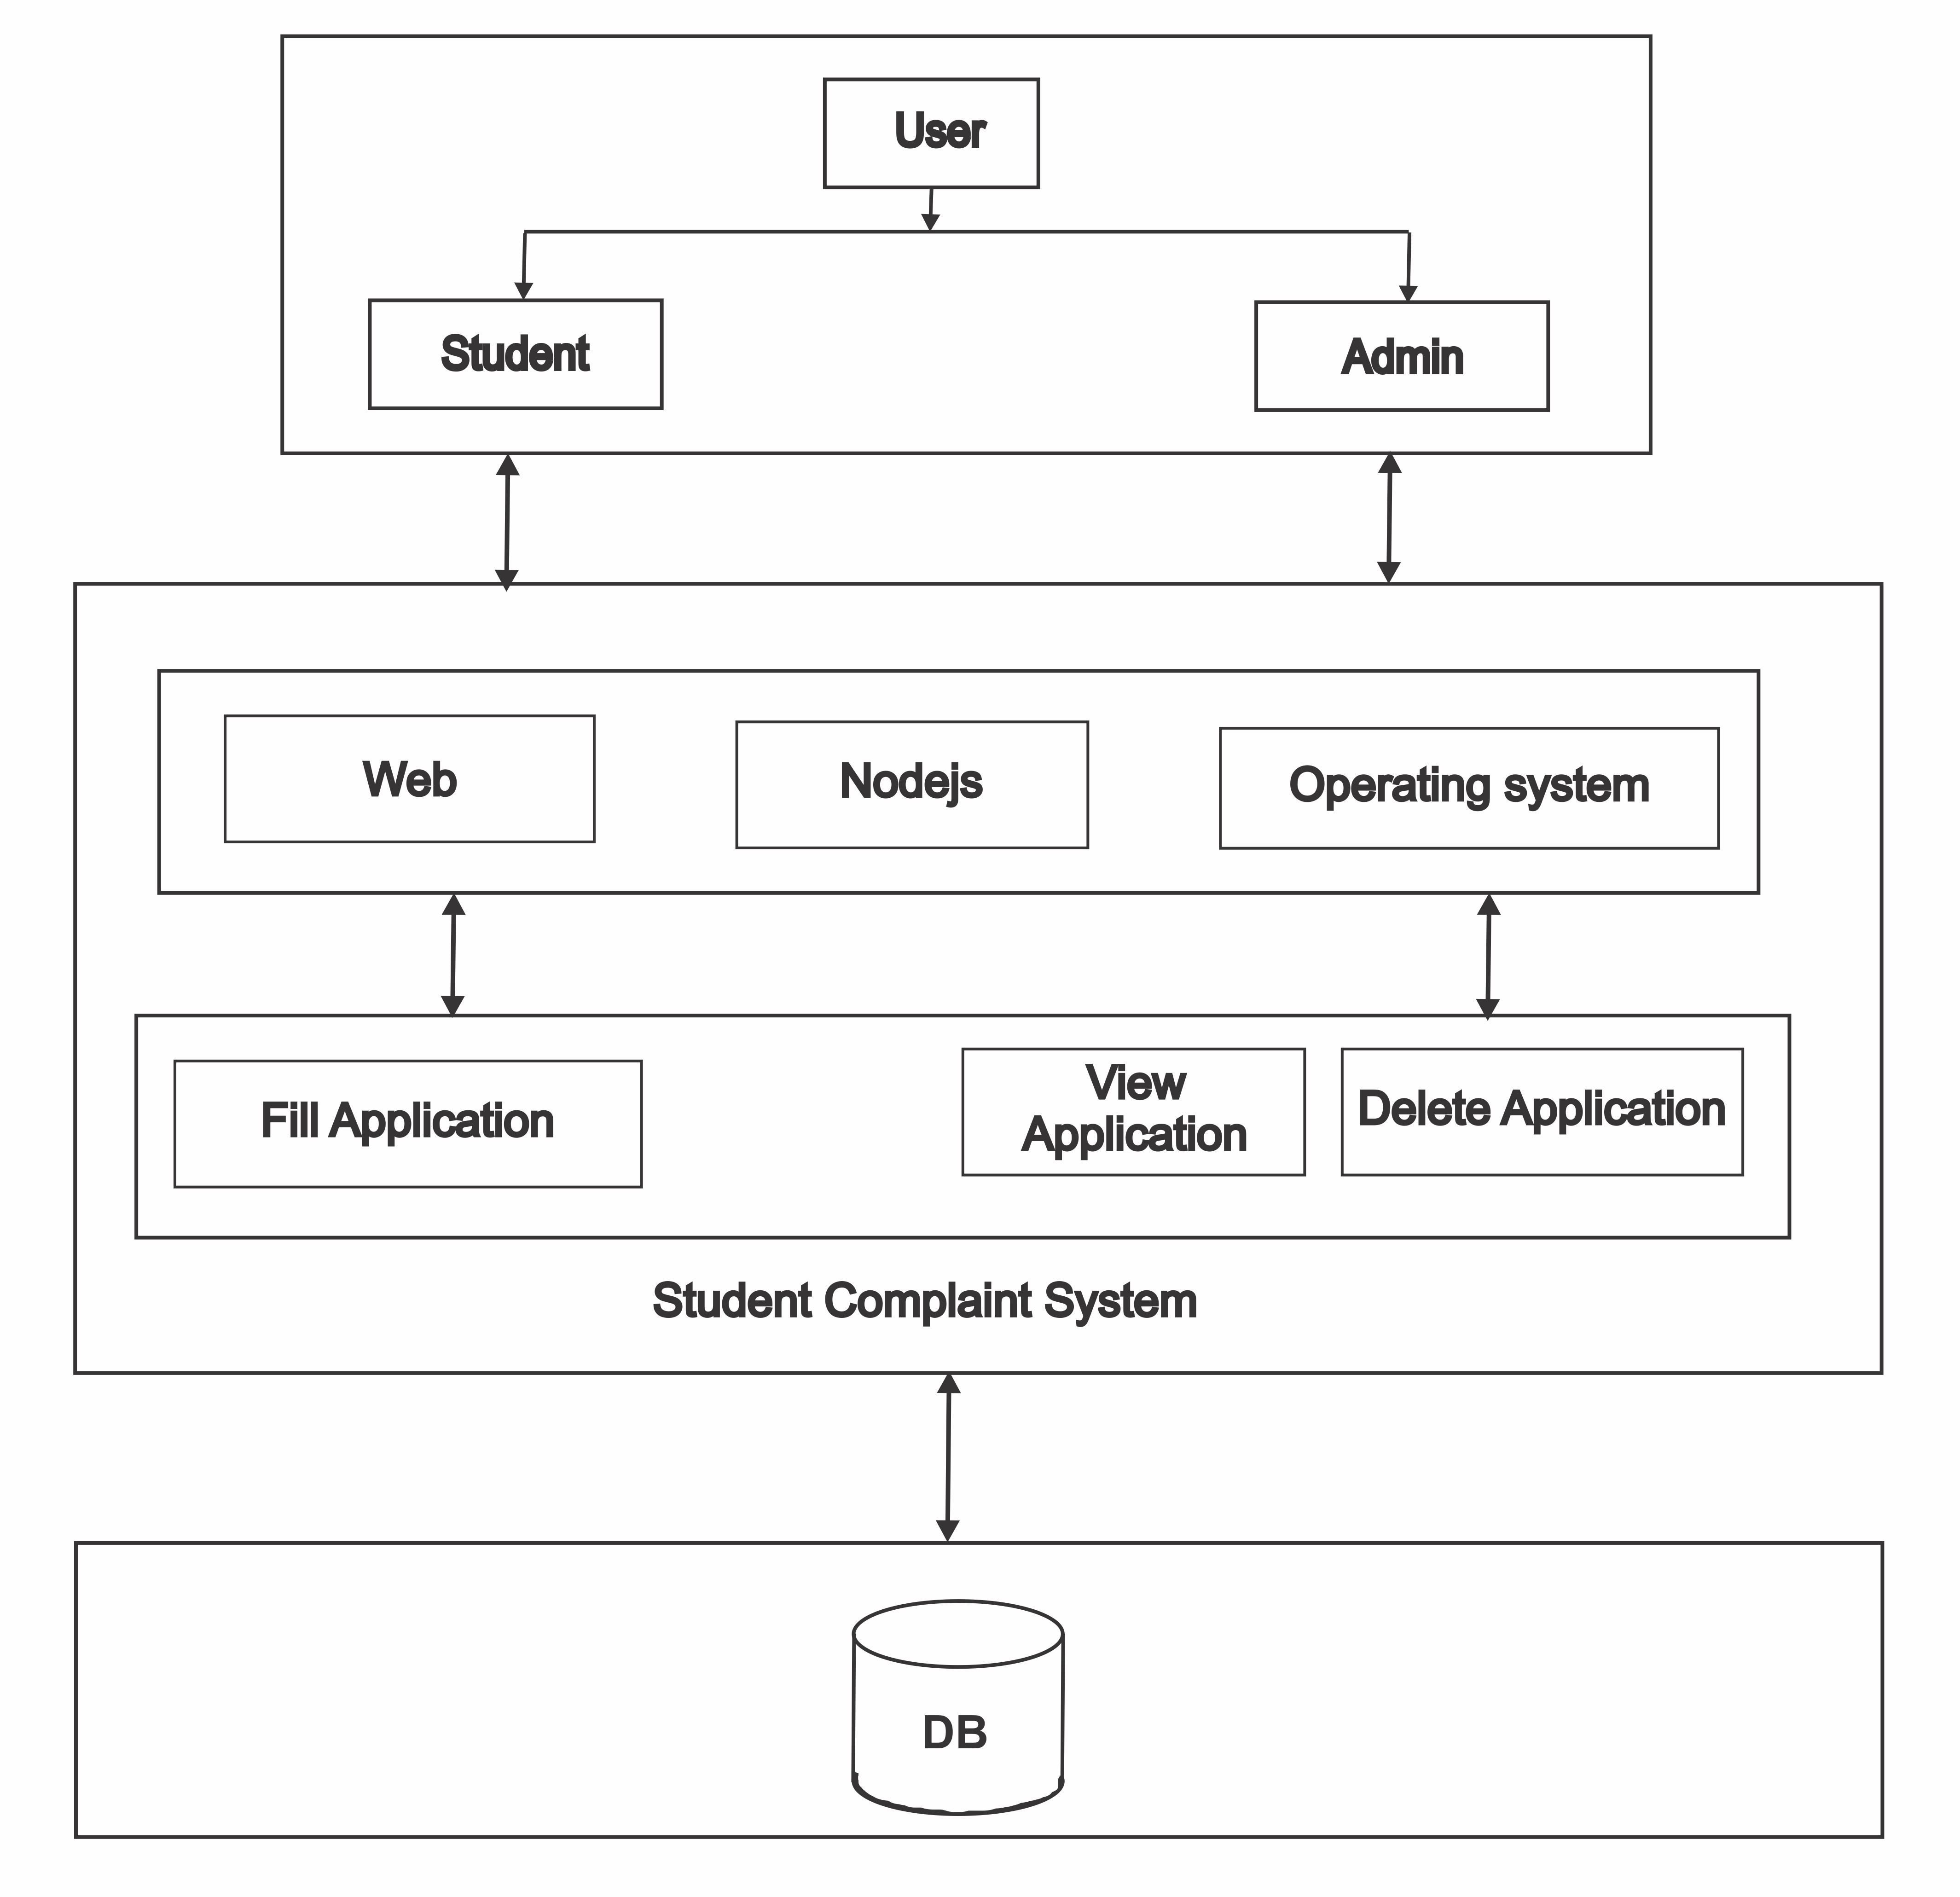 User
Student
Admin
Web
Nodejs
Operating system
Fill Application
View
Application
Delete Application
Student Complaint System
DB